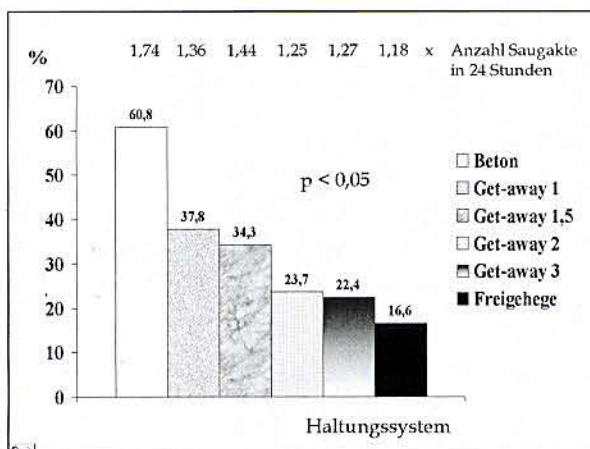 1,74 1,36 1,44 1,25 1,27 1,18 x Anzahl Saugakte
in 24 Stunden
%
70
60
50
40
30
20
10
0
60,8
37,8
34,3
23,7
22,4
16,6
p < 0,05
Beton
Get-away 1
Get-away 1,5
Get-away 2
Get-away 3
Freigehege
Haltungssystem